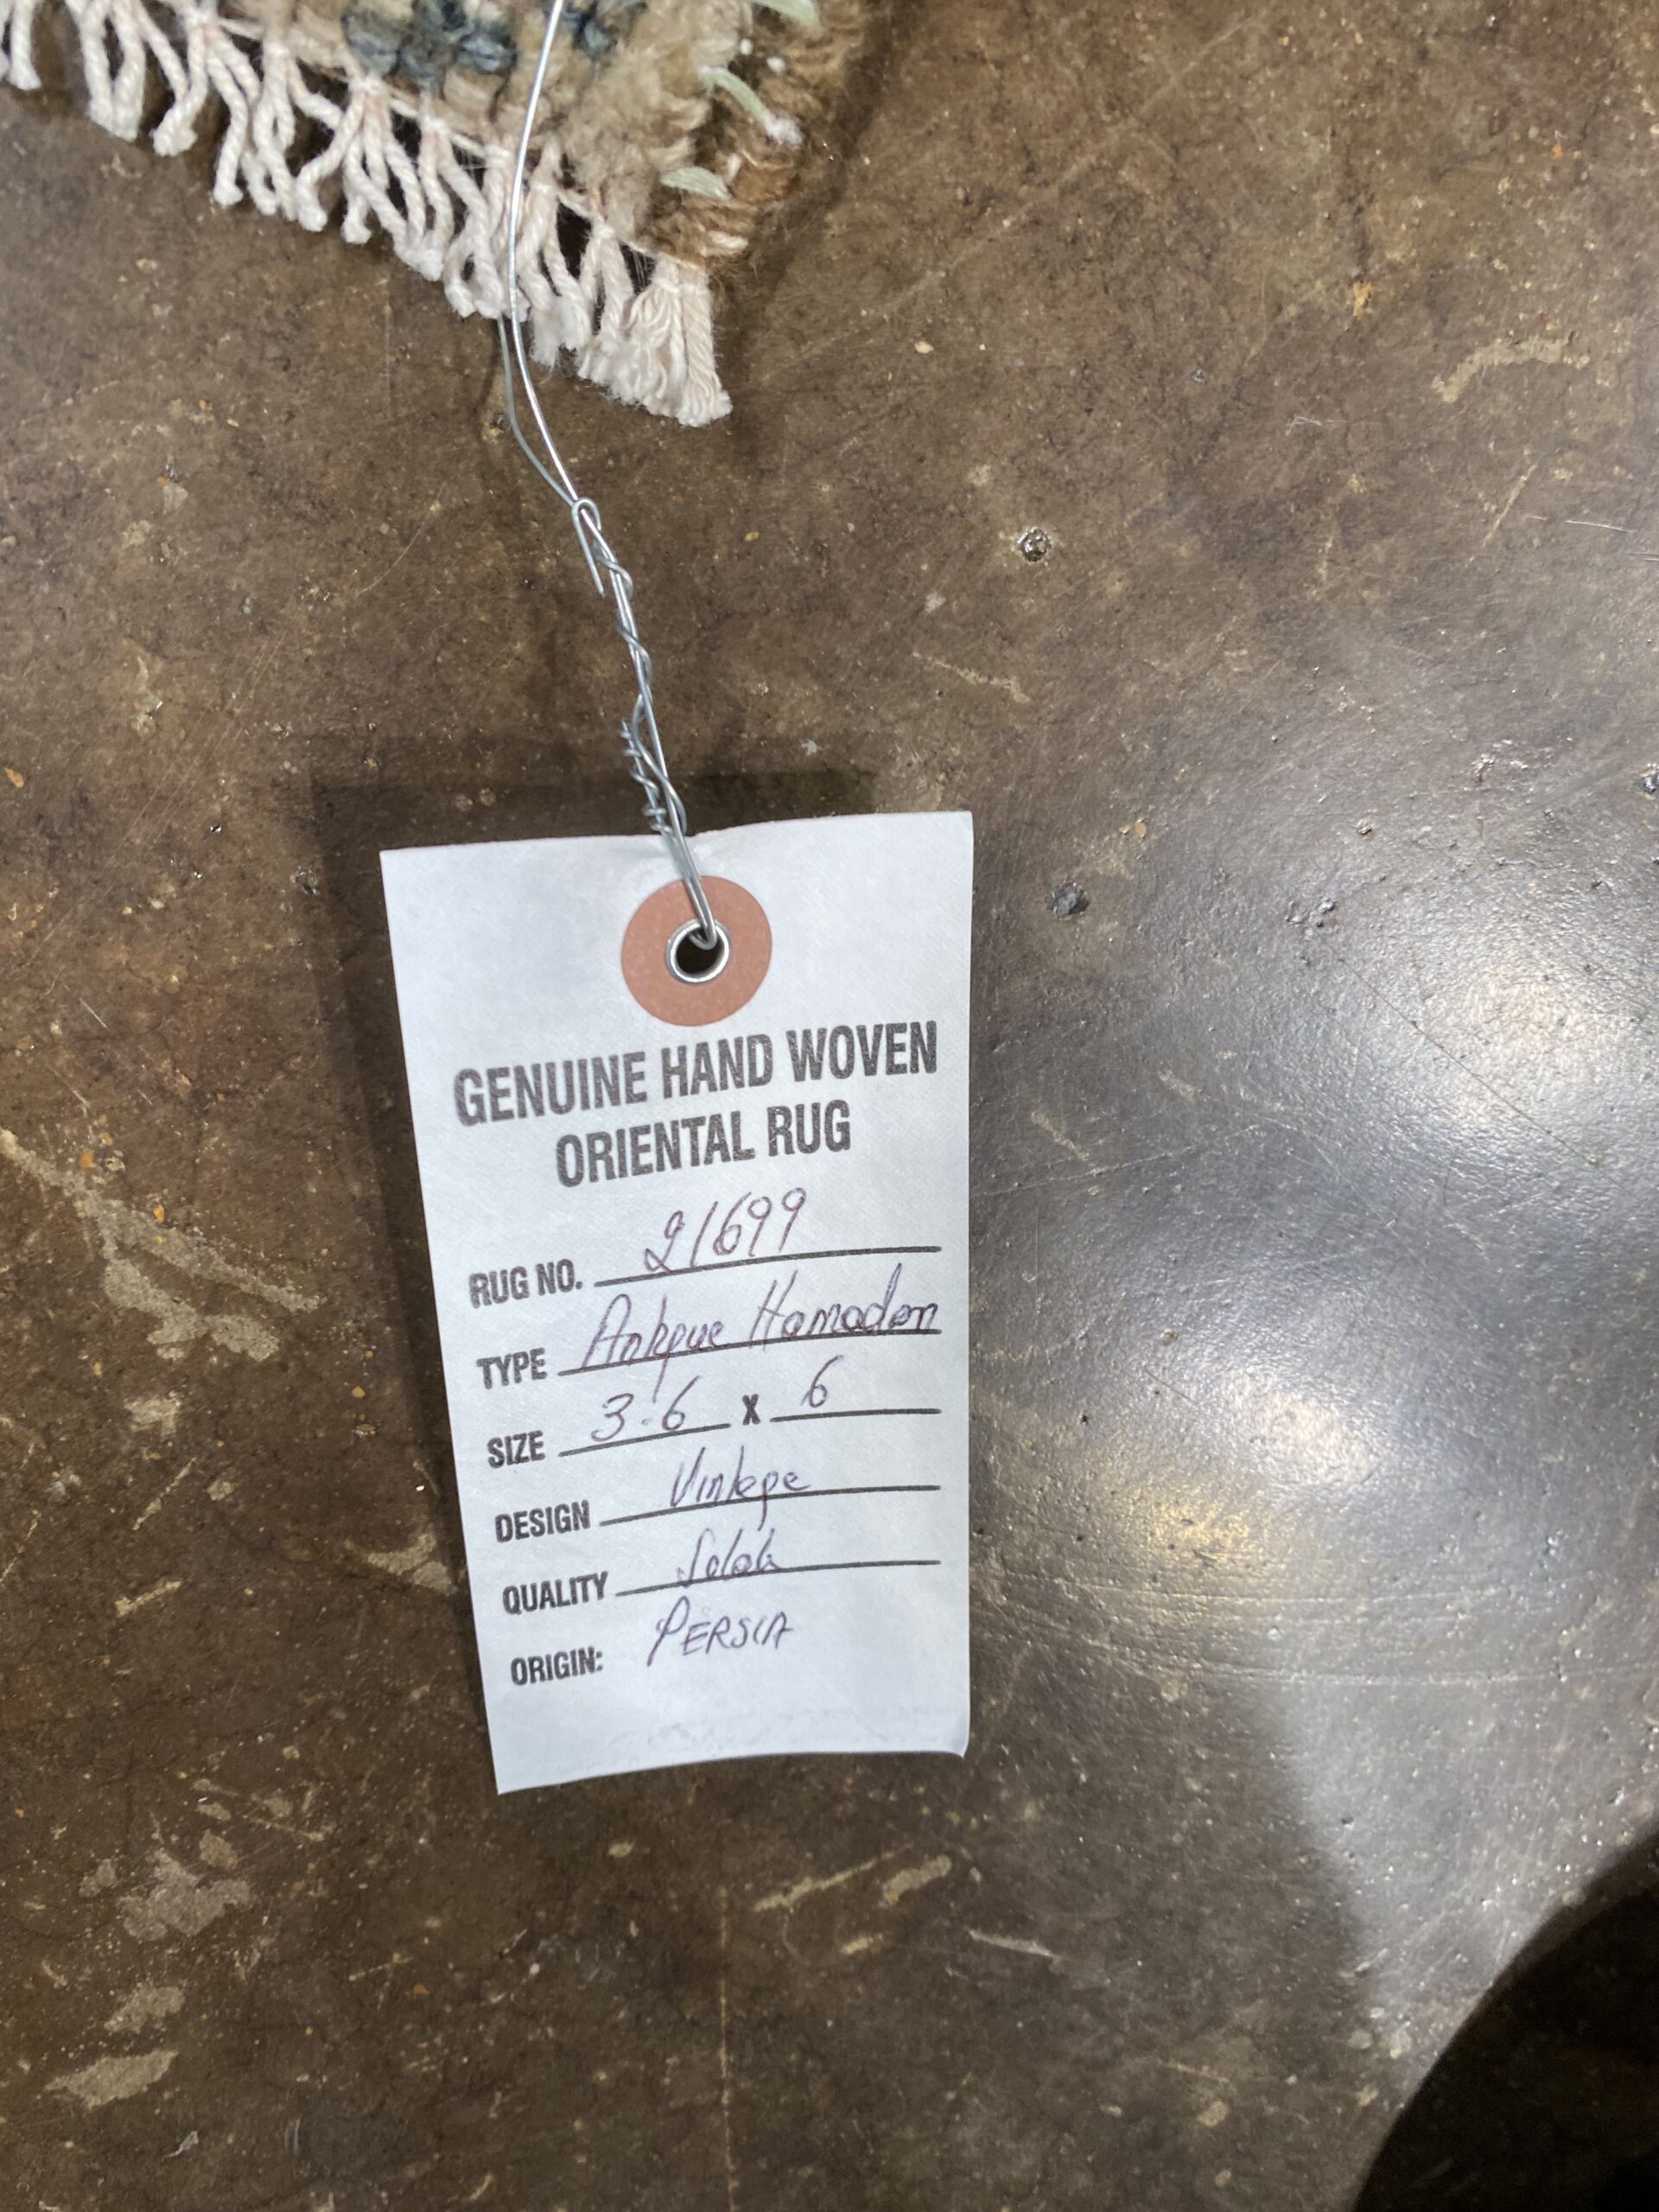 GENUINE HAND WOVEN
ORIENTAL RUG
RUG NO. 21699
TYPE Antique Hamadan
SIZE 3.6 X 6
DESIGN Vintage
QUALITY
ORIGIN: PERSIA